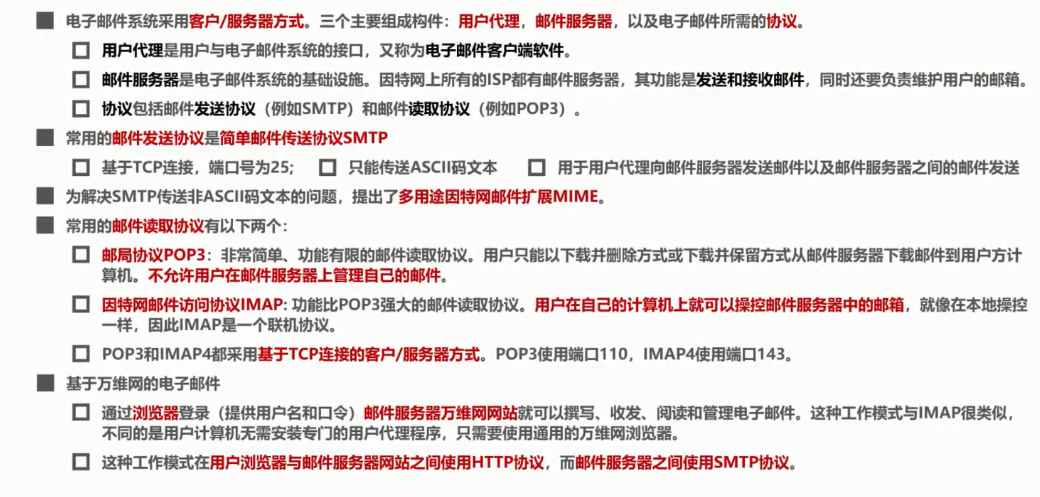 电子邮件系统采用客户/服务器方式。三个主要组成构件：用户代理，邮件服务器，以及电子邮件所需的协议。
用户代理是用户与电子邮件系统的接口，又称为电子邮件客户端软件。
邮件服务器是电子邮件系统的基础设施。因特网上所有的ISP都有邮件服务器，其功能是发送和接收邮件，同时还要负责维护用户的邮箱。
协议包括邮件发送协议（例如SMTP）和邮件读取协议（例如POP3）。
常用的邮件发送协议是简单邮件传送协议SMTP
基于TCP连接，端口号为25; 只能传送ASCII码文本 用于用户代理向邮件服务器发送邮件以及邮件服务器之间的邮件发送
为解决SMTP传送非ASCII码文本的问题，提出了多用途因特网邮件扩展MIME。
常用的邮件读取协议有以下两个：
邮局协议POP3：非常简单、功能有限的邮件读取协议。用户只能以下载并删除方式或下载并保留方式从邮件服务器下载邮件到用户方计
算机。不允许用户在邮件服务器上管理自己的邮件。
因特网邮件访问协议IMAP: 功能比POP3强大的邮件读取协议。用户在自己的计算机上就可以操控邮件服务器中的邮箱，就像在本地操控
一样，因此IMAP是一个联机协议。
POP3和IMAP4都采用基于TCP连接的客户/服务器方式。POP3使用端口110，IMAP4使用端口143。
基于万维网的电子邮件
通过浏览器登录（提供用户名和口令）邮件服务器万维网网站就可以撰写、收发、阅读和管理电子邮件。这种工作模式与IMAP很类似，
不同的是用户计算机无需安装专门的用户代理程序，只需要使用通用的万维网浏览器。
这种工作模式在用户浏览器与邮件服务器网站之间使用HTTP协议，而邮件服务器之间使用SMTP协议。